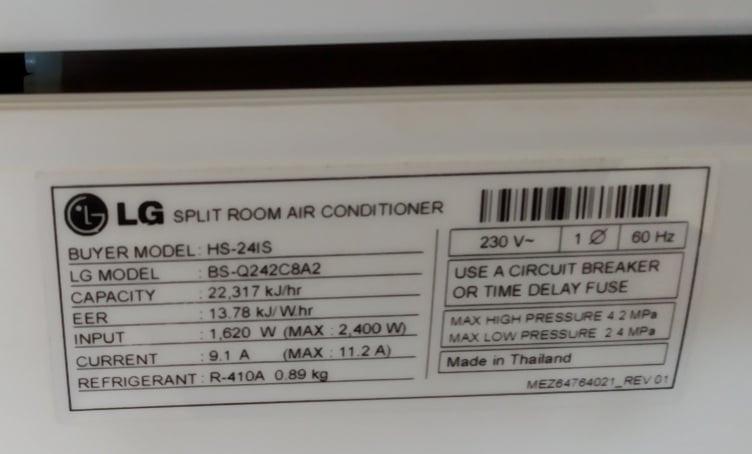 LG SPLIT ROOM AIR CONDITIONER
BUYER MODEL : HS-24IS
LG MODEL : BS-Q242C8A2
CAPACITY : 22,317 kJ/hr
EER : 13.78 kJ/W.hr
INPUT : 1,620 W (MAX : 2,400 W)
CURRENT : 9.1 A (MAX : 11.2 A)
REFRIGERANT : R-410A 0.89 kg
230 V~ 1 Ø 60 Hz
USE A CIRCUIT BREAKER
OR TIME DELAY FUSE
MAX HIGH PRESSURE 4.2 MPa
MAX LOW PRESSURE 2.4 MPa
Made in Thailand
MEZ64764021_REV 01